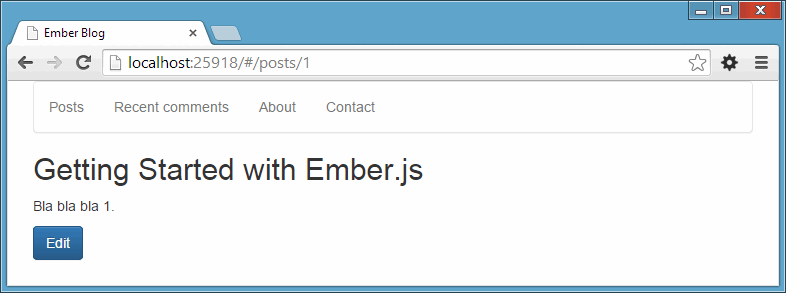 Ember Blog
localhost:25918/#/posts/1
Posts Recent comments About Contact
Getting Started with Ember.js
Bla bla bla 1.
Edit